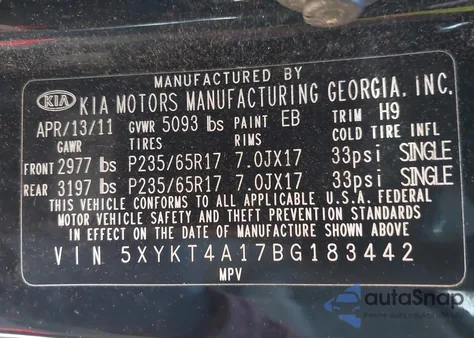 MANUFACTURED BY
KIA KIA MOTORS MANUFACTURING GEORGIA, INC.
APR/13/11 GVWR 5093 lbs PAINT EB TRIM H9
GAWR TIRES RIMS COLD TIRE INFL
FRONT 2977 lbs P235/65R17 7.0JX17 33psi SINGLE
REAR 3197 lbs P235/65R17 7.0JX17 33psi SINGLE
THIS VEHICLE CONFORMS TO ALL APPLICABLE U.S.A. FEDERAL
MOTOR VEHICLE SAFETY AND THEFT PREVENTION STANDARDS
IN EFFECT ON THE DATE OF MANUFACTURE SHOWN ABOVE
VIN 5XYKT4A17BG183442
MPV
autoSnap